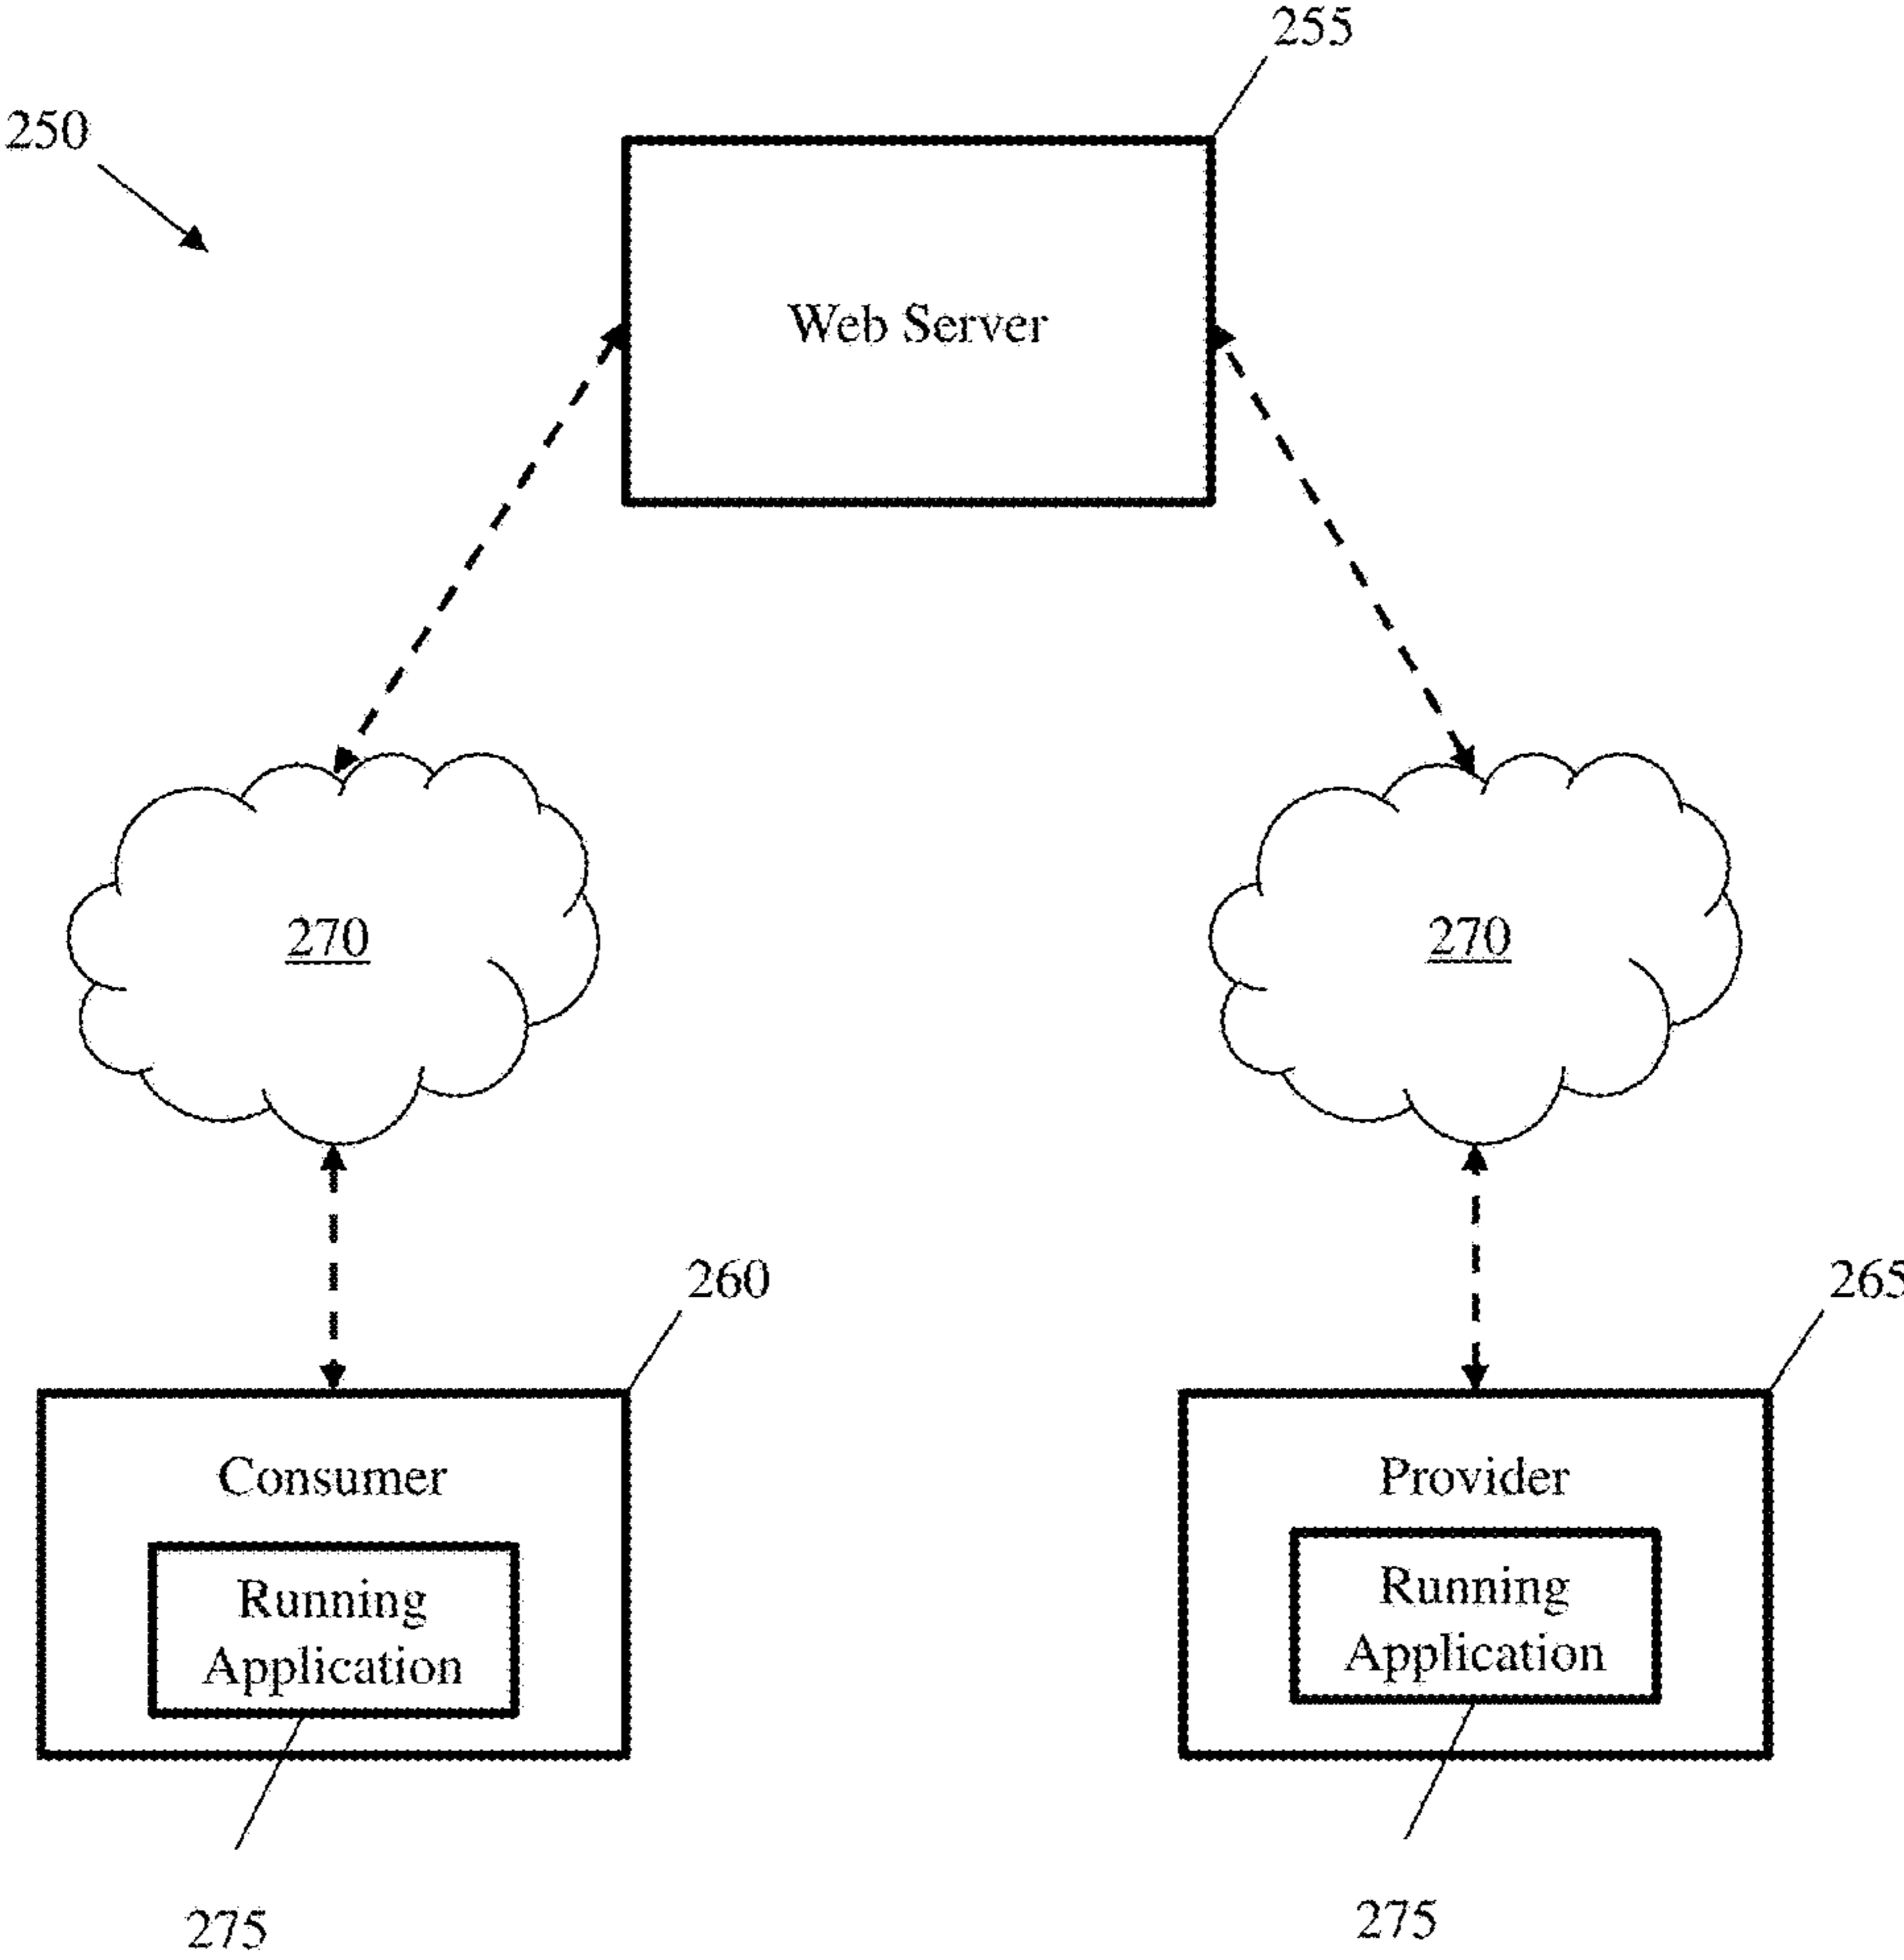 255
250
Web Server
270
270
260
265
Consumer
Provider
Running
Application
Running
Application
275
275